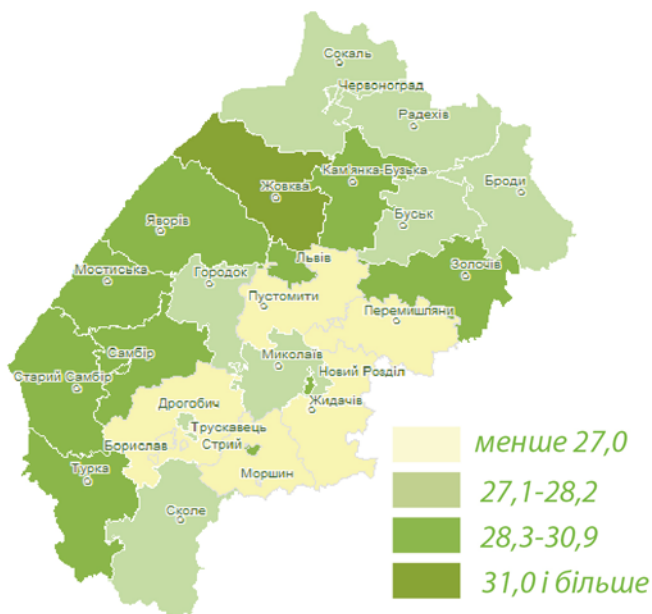 Сокаль
Червоноград
Радехів
Кам'янка-Бузька
Жовква
Броди
Буськ
Яворів
Львів
Золочів
Мостиська
Городок
Пустомити
Перемишляни
Самбір
Миколаїв
Старий Самбір
Новий Розділ
Дрогобич
Жидачів
Трускавець
Борислав
Стрий
Турка
Моршин
Сколе
менше 27,0
27,1-28,2
28,3-30,9
31,0 і більше